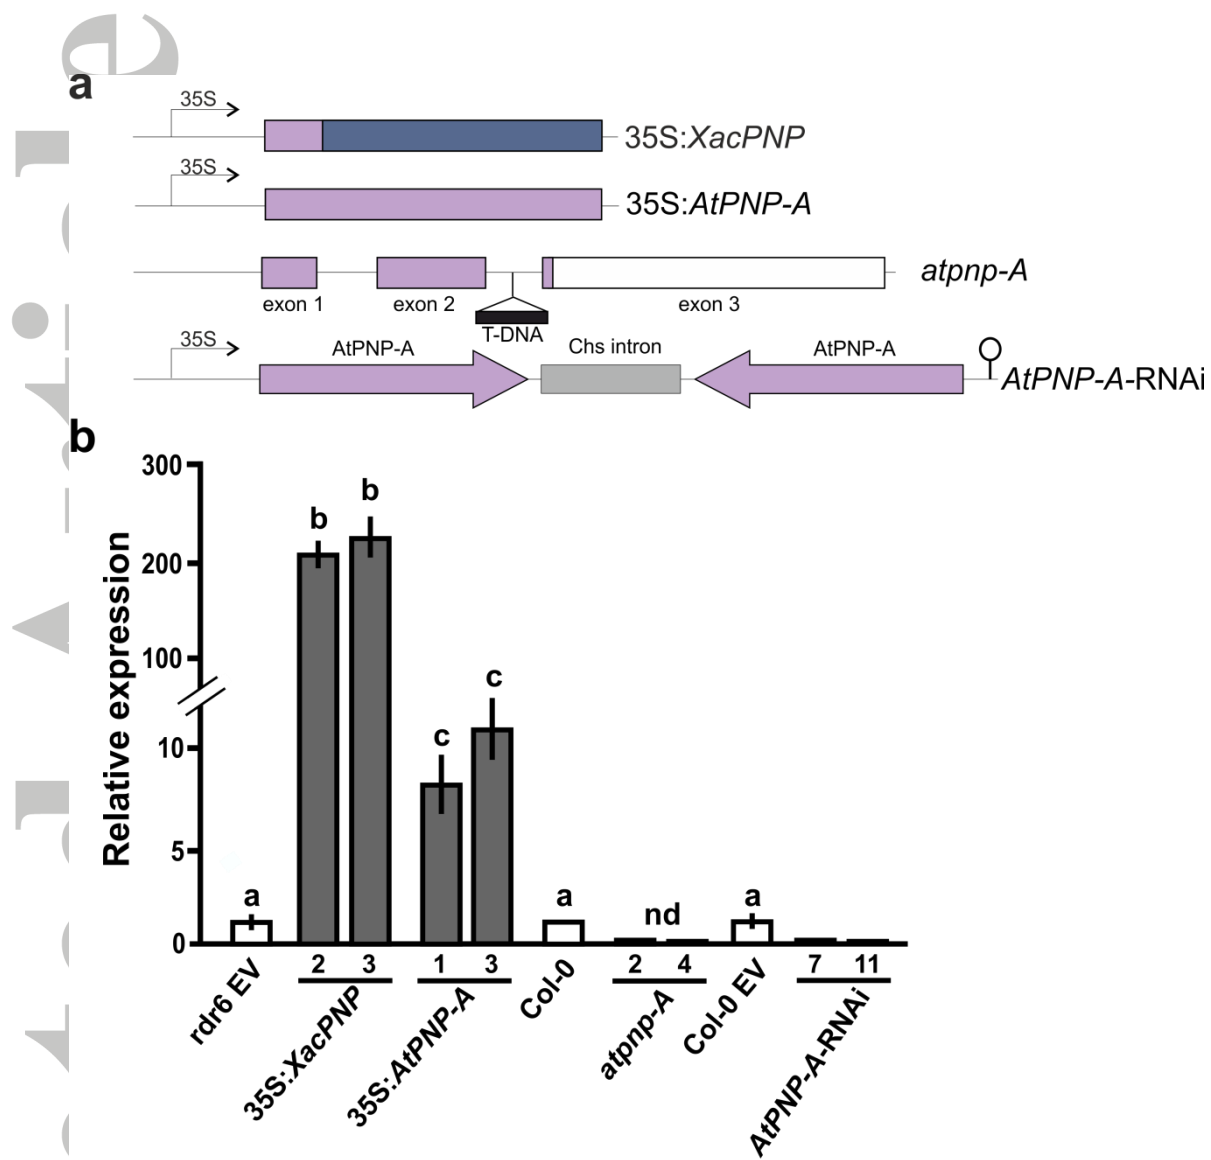 a
35S
35S:XacPNP
35S
35S:AtPNP-A
atpnp-A
exon 1 exon 2 exon 3
T-DNA
35S AtPNP-A Chs intron AtPNP-A
AtPNP-A-RNAi
b
Relative expression
300
200
100
10
5
0
a b b c c a nd a
2 3 1 3 2 4 7 11
rdr6 EV
35S:XacPNP
35S:AtPNP-A
Col-0
atpnp-A
Col-0 EV
AtPNP-A-RNAi